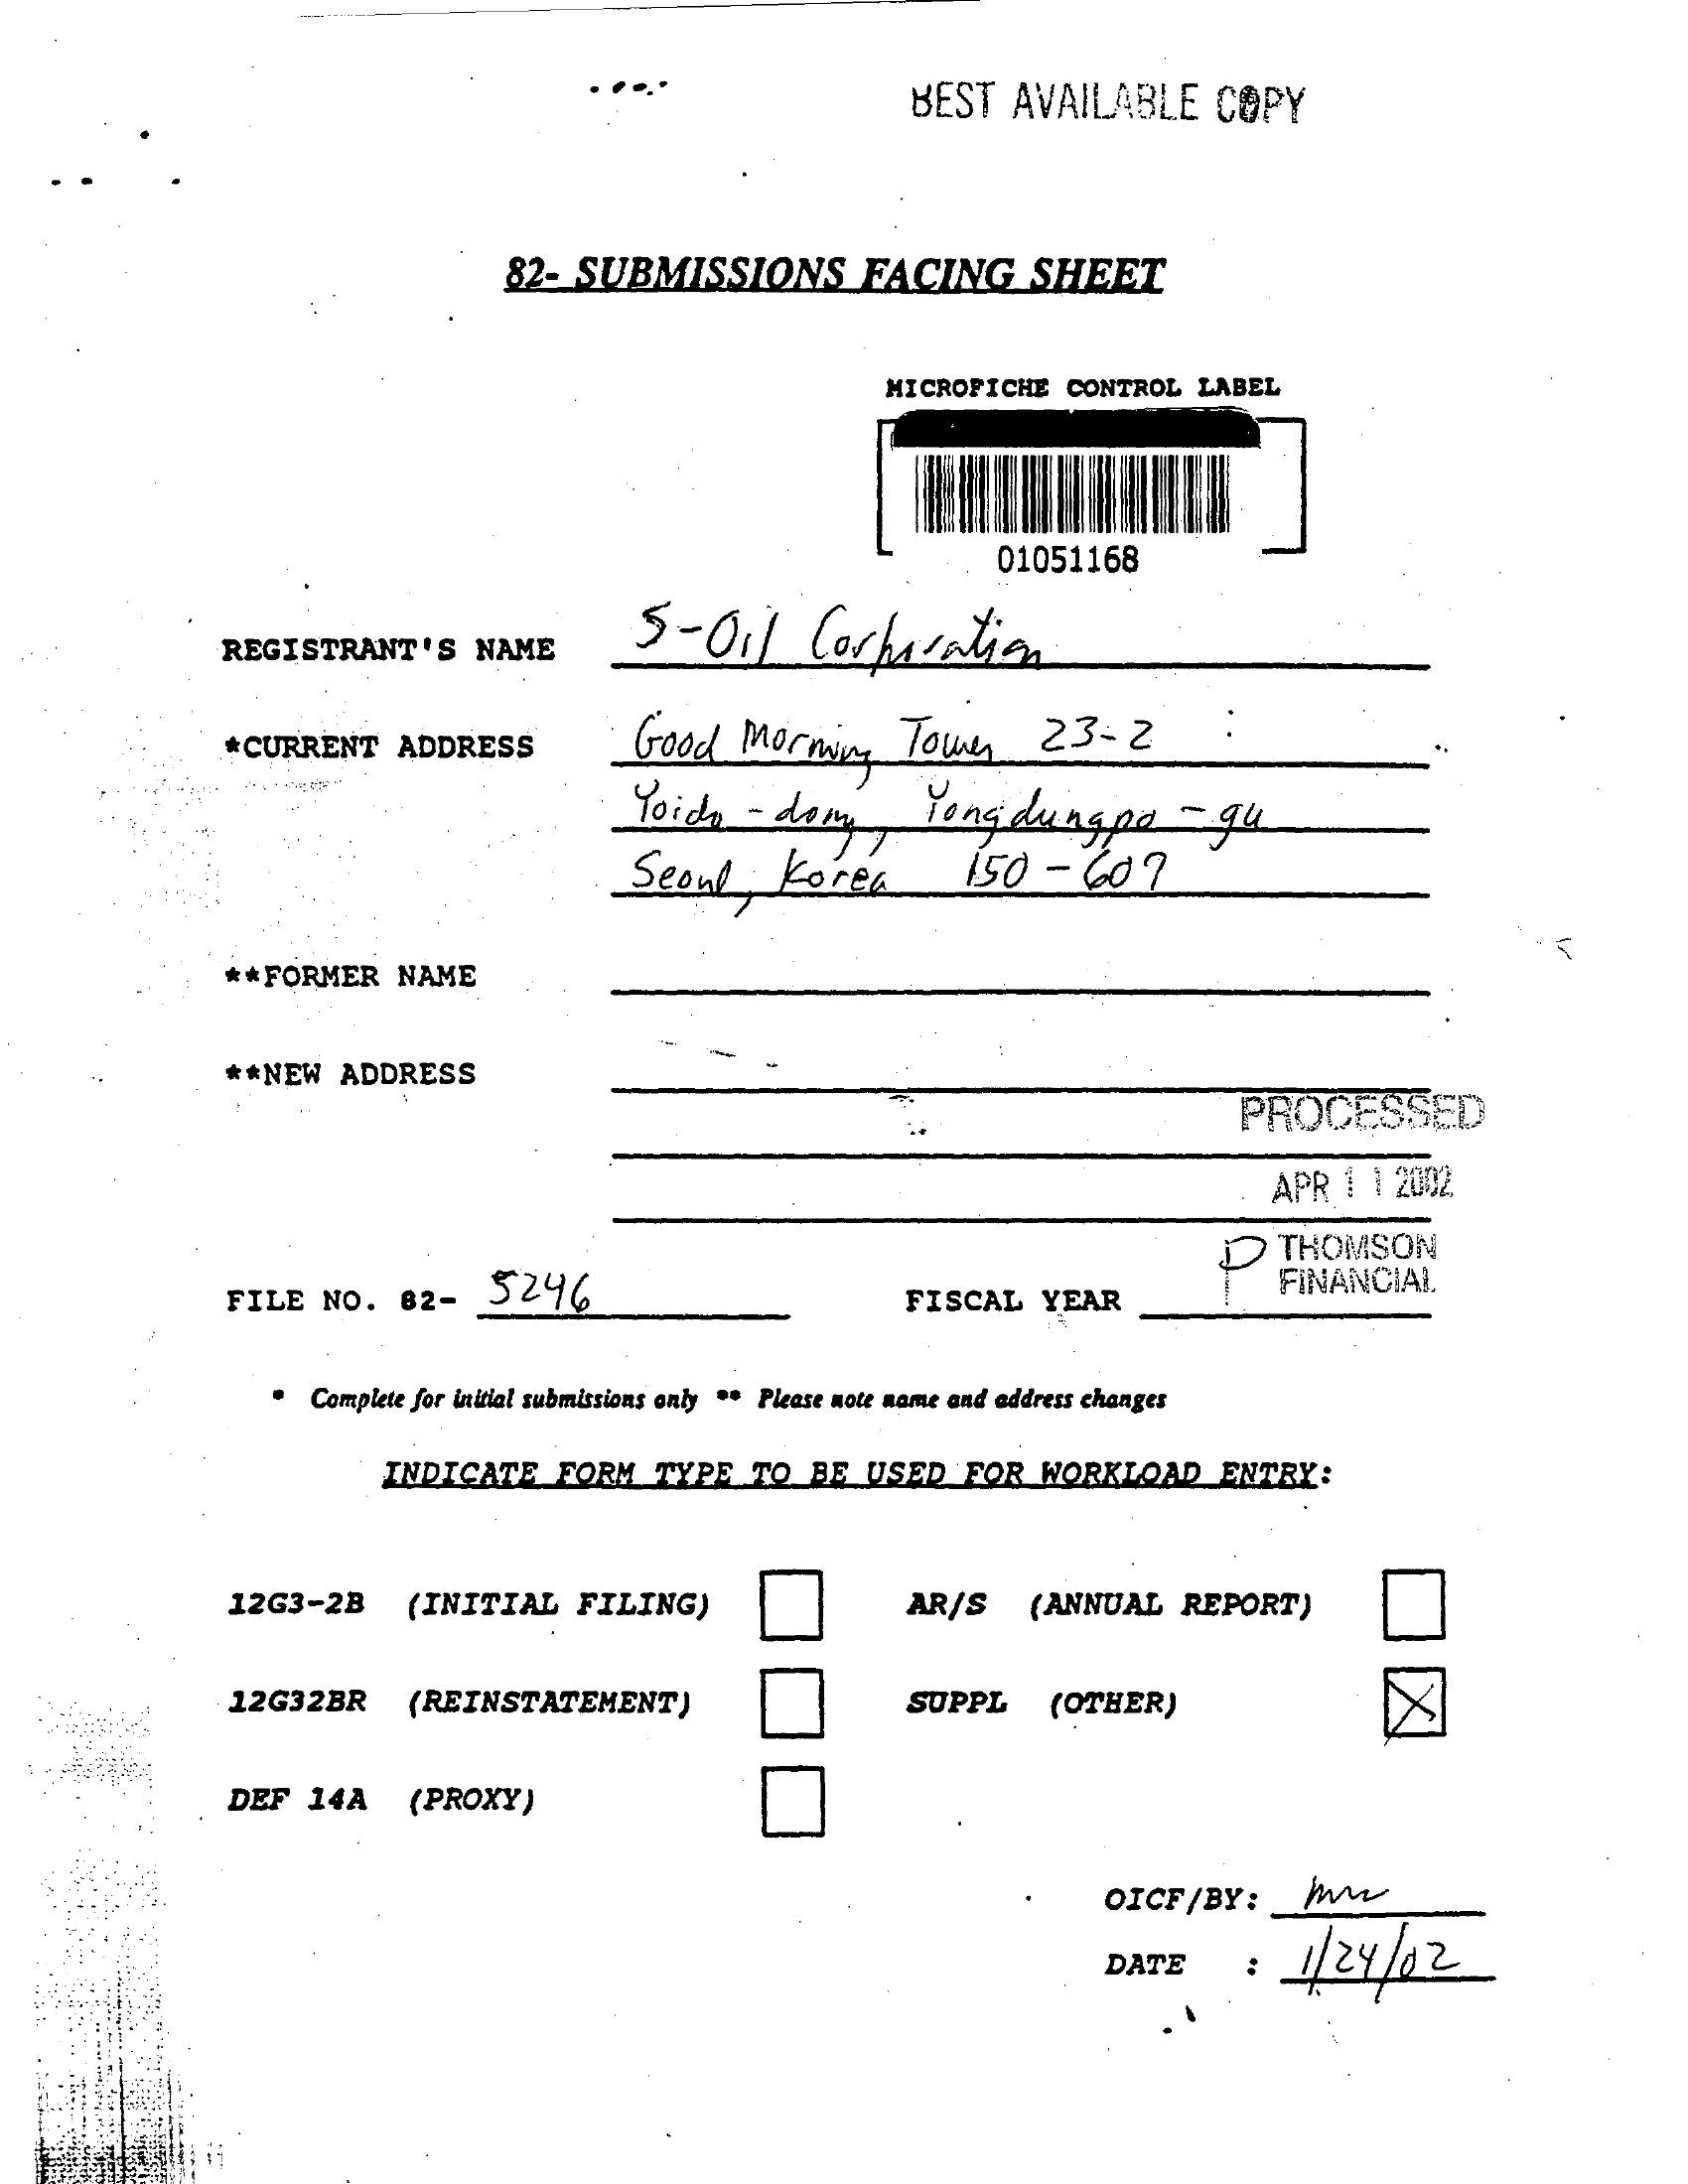 BEST AVAILABLE COPY
82- SUBMISSIONS FACING SHEET
MICROFICHE CONTROL LABEL
01051168
REGISTRANT'S NAME S-Oil Corporation
*CURRENT ADDRESS Good Morning Tower 23-2
Yoido-dong, Yongdungpo-gu
Seoul, Korea 150-607
**FORMER NAME
**NEW ADDRESS
PROCESSED
APR 11 2002
P THOMSON
FINANCIAL
FILE NO. 82- 5246 FISCAL YEAR
* Complete for initial submissions only ** Please note name and address changes
INDICATE FORM TYPE TO BE USED FOR WORKLOAD ENTRY:
12G3-2B (INITIAL FILING) AR/S (ANNUAL REPORT)
12G32BR (REINSTATEMENT) SUPPL (OTHER)
DEF 14A (PROXY)
OICF/BY:
DATE : 1/24/02